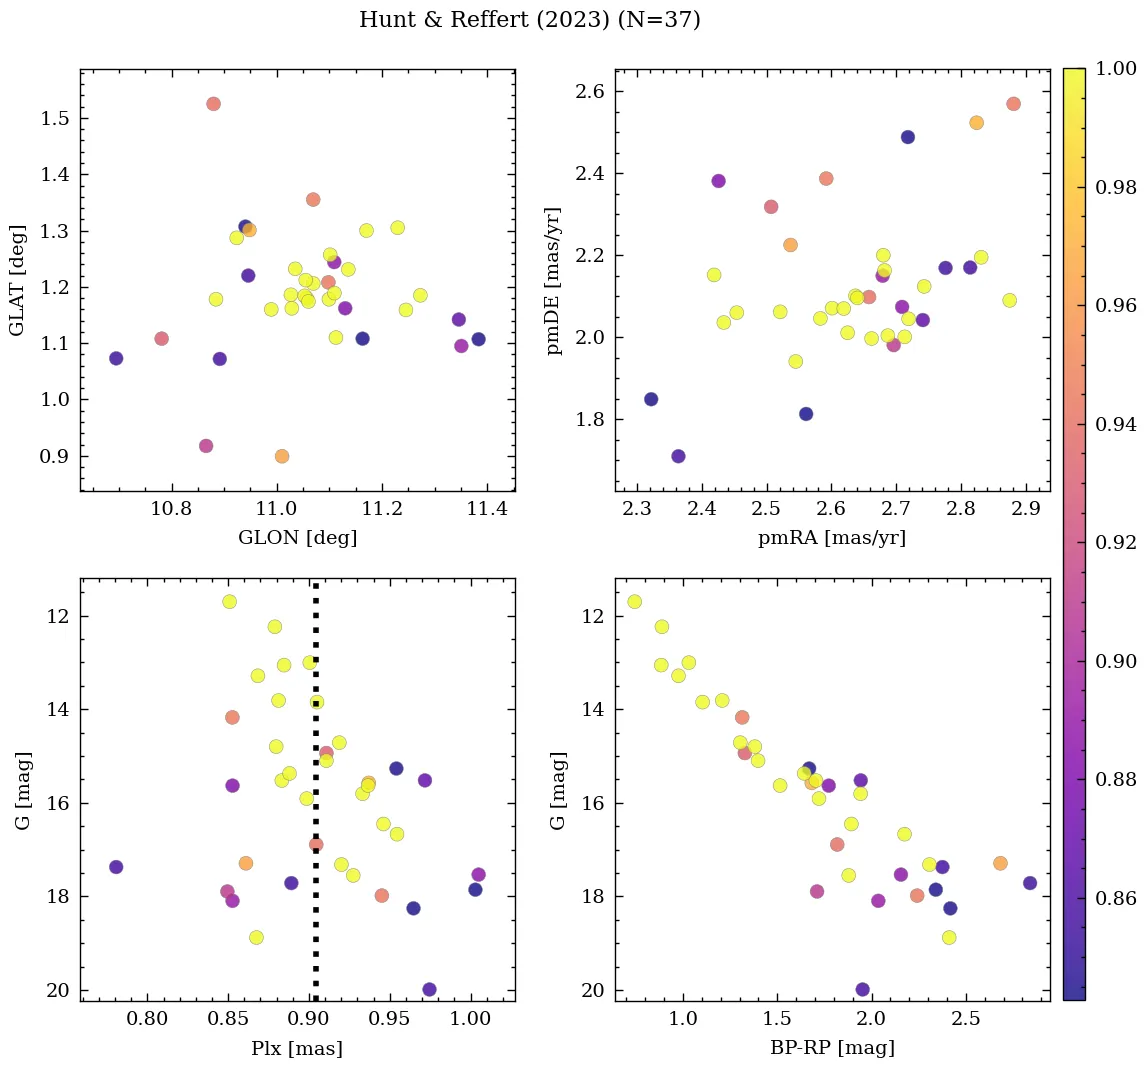 Hunt & Reffert (2023) (N=37)
1.5
1.4
1.3
1.2
1.1
1.0
0.9
GLAT [deg]
10.8 11.0 11.2 11.4
GLON [deg]
2.6
2.4
2.2
2.0
1.8
pmDE [mas/yr]
2.3 2.4 2.5 2.6 2.7 2.8 2.9
pmRA [mas/yr]
12
14
16
18
20
G [mag]
0.80 0.85 0.90 0.95 1.00
Plx [mas]
12
14
16
18
20
G [mag]
1.0 1.5 2.0 2.5
BP-RP [mag]
1.00
0.98
0.96
0.94
0.92
0.90
0.88
0.86